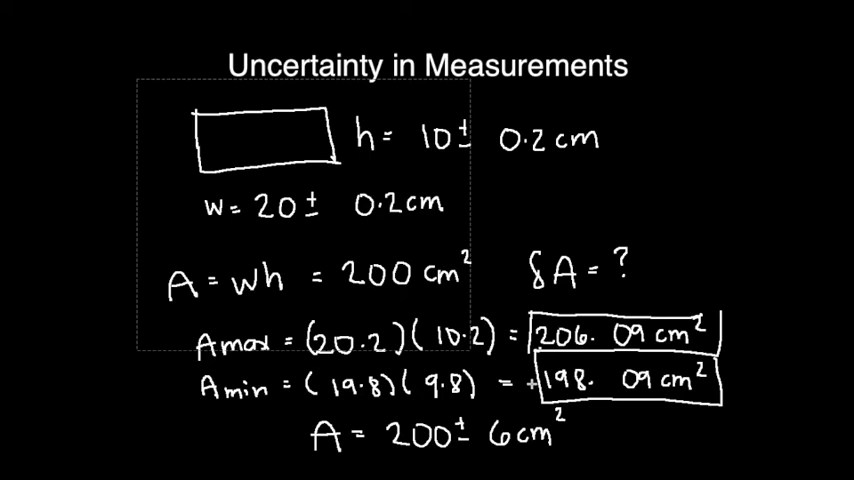 Uncertainty in Measurements
h = 10 ± 0.2 cm
w = 20 ± 0.2 cm
A = wh = 200 cm² δA = ?
Amax = (20.2)(10.2) = 206.09 cm²
Amin = (19.8)(9.8) = 198.09 cm²
A = 200 ± 6 cm²